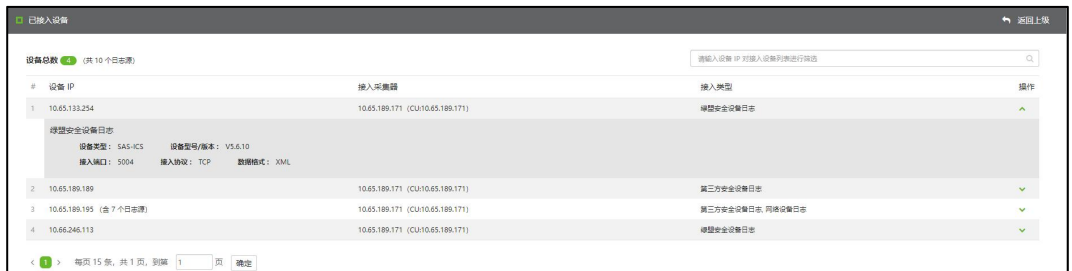 已接入设备 返回上级
设备总数 4 (共 10 个日志源) 请输入设备 IP 对接入设备列表进行筛选
# 设备 IP 接入采集器 接入类型 操作
1 10.65.133.254 10.65.189.171 (CU:10.65.189.171) 绿盟安全设备日志
绿盟安全设备日志
设备类型: SAS-ICS 设备型号/版本: V5.6.10
接入端口: 5004 接入协议: TCP 数据格式: XML
2 10.65.189.189 10.65.189.171 (CU:10.65.189.171) 第三方安全设备日志
3 10.65.189.195 (含 7 个日志源) 10.65.189.171 (CU:10.65.189.171) 第三方安全设备日志, 网络设备日志
4 10.66.246.113 10.65.189.171 (CU:10.65.189.171) 绿盟安全设备日志
< 1 > 每页 15 条, 共 1 页, 到第 1 页 确定